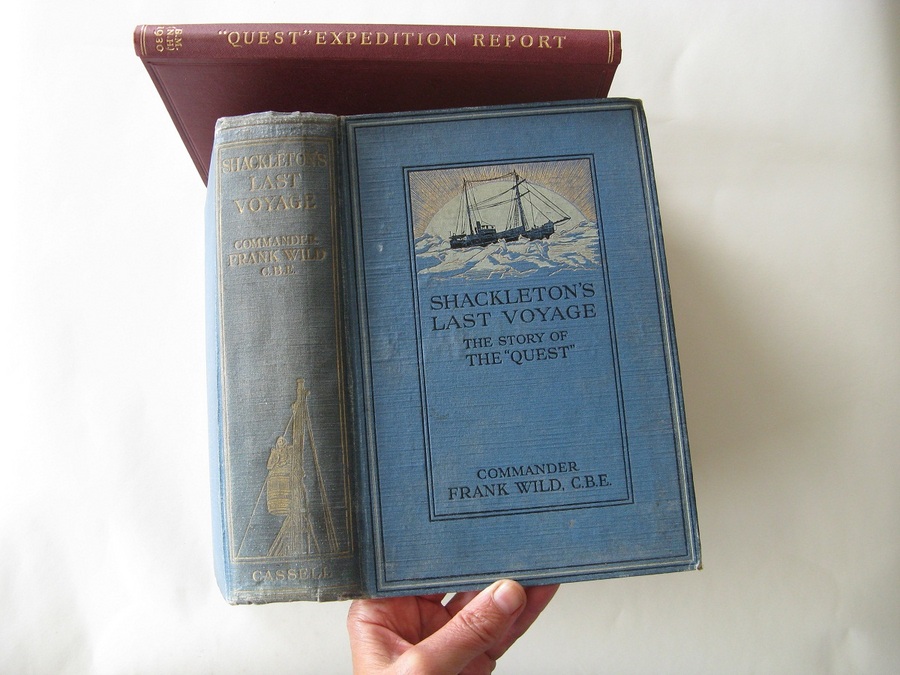 "QUEST" EXPEDITION REPORT
B.M.
(N.H.)
1930
SHACKLETON'S
LAST
VOYAGE
COMMANDER
FRANK WILD
C.B.E.
CASSELL
SHACKLETON'S
LAST VOYAGE
THE STORY OF
THE "QUEST"
COMMANDER
FRANK WILD, C.B.E.